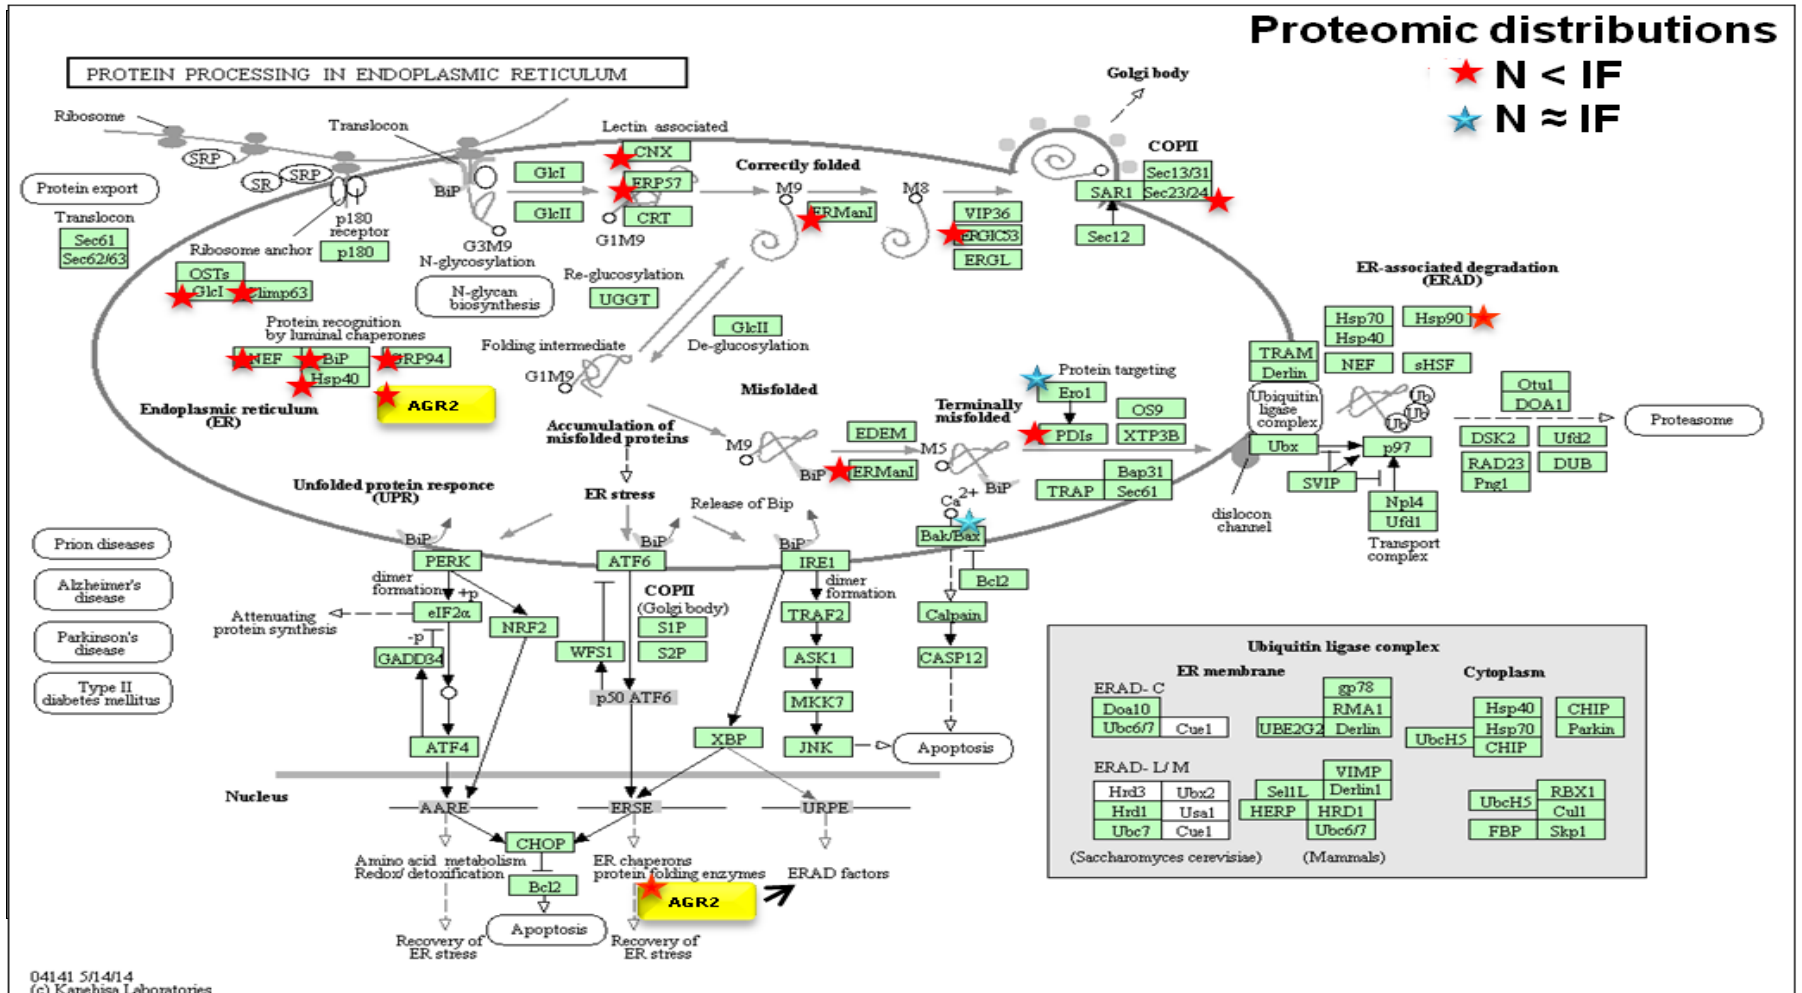 Proteomic distributions
N < IF
N ≈ IF
PROTEIN PROCESSING IN ENDOPLASMIC RETICULUM
Golgi body
Ribosome
Translocon
Lectin associated
SRP
SR
SRP
Protein export
BiP
GlcI
GlcII
CNX
ERP57
CRT
Correctly folded
COPII
Sec13/31
SAR1
Sec23/24
Sec12
M9
M8
ERManI
VIP36
ERGIC53
ERGL
Translocon
Sec61
Sec62/63
p180
receptor
p180
Ribosome anchor
G3M9
G1M9
N-glycosylation
N-glycan
biosynthesis
Re-glucosylation
UGGT
OSTs
GlcI
Climp63
ER-associated degradation
(ERAD)
Protein recognition
by luminal chaperones
NEF
BiP
GRP94
Hsp40
AGR2
Endoplasmic reticulum
(ER)
GlcII
De-glucosylation
Folding intermediate
G1M9
Hsp70
Hsp90
Hsp40
NEF
sHSF
TRAM
Derlin
Misfolded
Protein targeting
Ero1
PDIs
OS9
XTP3B
Terminally
misfolded
Ubiquitin
ligase
complex
Ubx
Ub
Ub
Ub
Otu1
DOA1
Proteasome
p97
DSK2
Ufd2
RAD23
DUB
Png1
SVIP
Npl4
Ufd1
Transport
complex
dislocon
channel
Accumulation of
misfolded proteins
M9
BiP
EDEM
ERManI
M5
BiP
Bap31
TRAP
Sec61
Unfolded protein responce
(UPR)
ER stress
Release of Bip
Ca2+
Bak/Bax
Bcl2
BiP
PERK
BiP
ATF6
BiP
IRE1
Prion diseases
Alzheimer's
disease
Parkinson's
disease
Type II
diabetes mellitus
dimer
formation
+p
eIF2α
Attenuating
protein synthesis
-p
GADD34
NRF2
ATF4
COPII
(Golgi body)
S1P
S2P
WFS1
p50 ATF6
dimer
formation
TRAF2
ASK1
MKK7
JNK
XBP
Calpain
CASP12
Apoptosis
Ubiquitin ligase complex
ER membrane
Cytoplasm
ERAD- C
Doa10
Ubc6/7
Cue1
gp78
RMA1
UBE2G2
Derlin
Hsp40
Hsp70
UbcH5
CHIP
CHIP
Parkin
ERAD- L/ M
Hrd3
Ubx2
Hrd1
Usa1
Ubc7
Cue1
VIMP
Sel1L
Derlin1
HERP
HRD1
Ubc6/7
UbcH5
RBX1
Cul1
FBP
Skp1
(Saccharomyces cerevisiae)
(Mammals)
Nucleus
AARE
ERSE
URPE
CHOP
Amino acid metabolism
Redox/ detoxification
Bcl2
Apoptosis
ER chaperons
protein folding enzymes
AGR2
ERAD factors
Recovery of
ER stress
Recovery of
ER stress
04141 5/14/14
(c) Kanehisa Laboratories